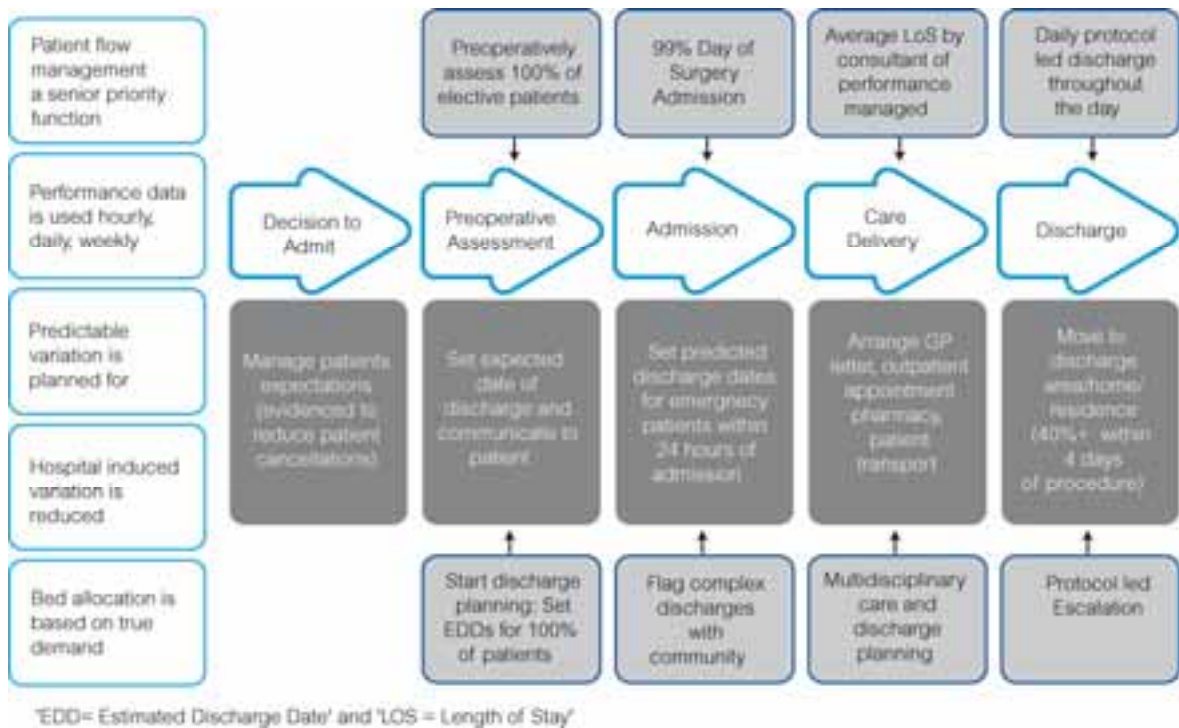 Patient flow
management
a senior priority
function
Performance data
is used hourly,
daily, weekly
Predictable
variation is
planned for
Hospital induced
variation is
reduced
Bed allocation is
based on true
demand
Preoperatively
assess 100% of
elective patients
99% Day of
Surgery
Admission
Average LoS by
consultant of
performance
managed
Daily protocol
led discharge
throughout
the day
Decision to
Admit
Preoperative
Assessment
Admission
Care
Delivery
Discharge
Manage patients
expectations
(evidenced to
reduce patient
cancellations)
Set expected
date of
discharge and
communicate to
patient
Set predicted
discharge dates
for emergnecy
patients within
24 hours of
admission
Arrange GP
letter, outpatient
appointment
pharmacy,
patient
transport
Move to
discharge
area/home/
residence
(40%+ within
4 days
of procedure)
Start discharge
planning: Set
EDDs for 100%
of patients
Flag complex
discharges
with
community
Multidisciplinary
care and
discharge
planning
Protocol led
Escalation
'EDD= Estimated Discharge Date' and 'LOS = Length of Stay'